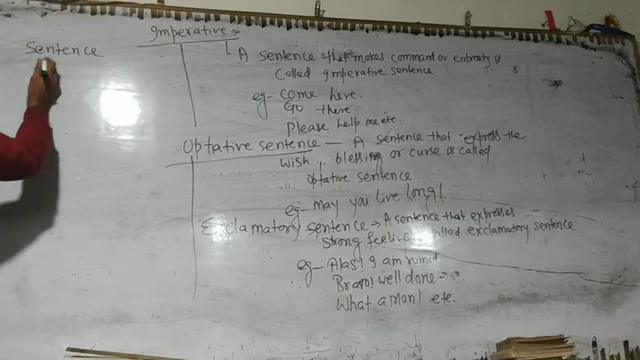 Sentence
Imperative →
A sentence that makes command or entreaty is
called Imperative sentence
eg- come here.
Go there
Please help me etc.
Optative sentence — A sentence that express the
wish, blessing or curse is called
optative sentence
eg- may you live long!
Exclamatory sentence → A sentence that expresses
strong feeling called exclamatory sentence
eg- Alas! I am ruined
Bravo! well done -
What a man! etc.